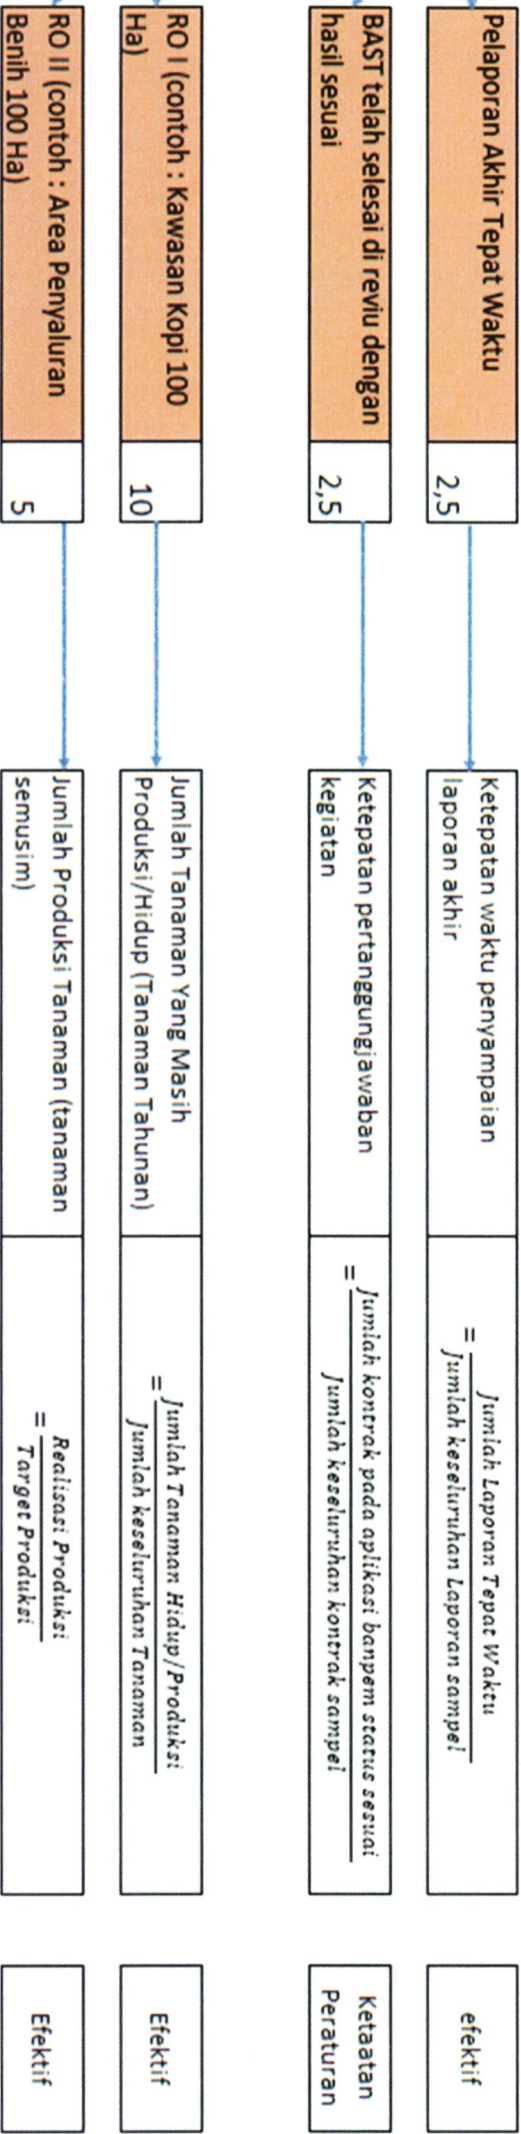 Pelaporan Akhir Tepat Waktu
2,5
Ketepatan waktu penyampaian
laporan akhir
= Jumlah Laporan Tepat Waktu
Jumlah keseluruhan Laporan sampel
efektif
BAST telah selesai di reviu dengan
hasil sesuai
2,5
Ketepatan pertanggungjawaban
kegiatan
= Jumlah kontrak pada aplikasi banpem status sesuai
Jumlah keseluruhan kontrak sampel
Ketaatan
Peraturan
RO I (contoh : Kawasan Kopi 100
Ha)
10
Jumlah Tanaman Yang Masih
Produksi/Hidup (Tanaman Tahunan)
= Jumlah Tanaman Hidup/Produksi
Jumlah keseluruhan Tanaman
Efektif
RO II (contoh : Area Penyaluran
Benih 100 Ha)
5
Jumlah Produksi Tanaman (tanaman
semusim)
= Realisasi Produksi
Target Produksi
Efektif